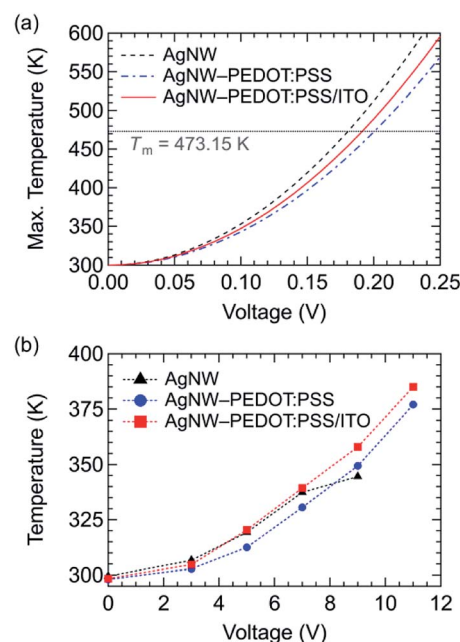 (a)
600
550
500
450
400
350
300
Max. Temperature (K)
AgNW
AgNW–PEDOT:PSS
AgNW–PEDOT:PSS/ITO
Tm = 473.15 K
0.00 0.05 0.10 0.15 0.20 0.25
Voltage (V)
(b)
400
375
350
325
300
Temperature (K)
AgNW
AgNW–PEDOT:PSS
AgNW–PEDOT:PSS/ITO
0 2 4 6 8 10 12
Voltage (V)